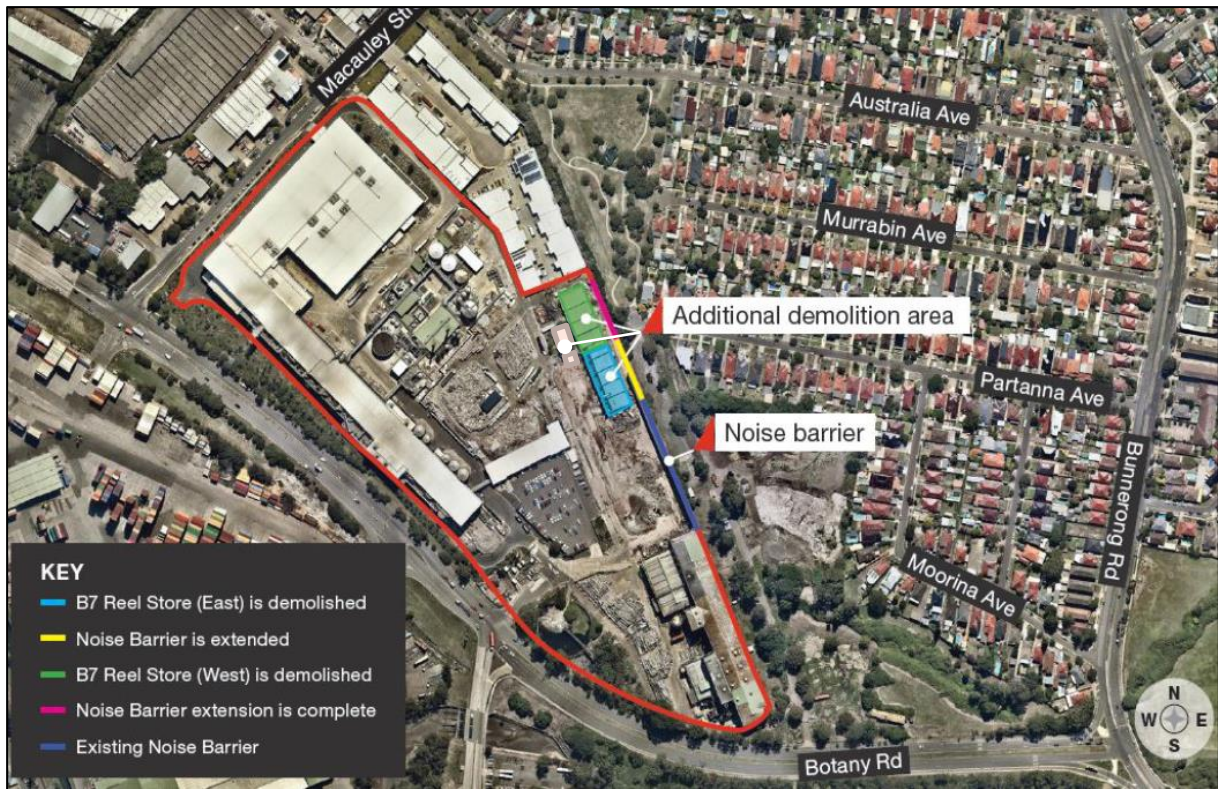 Macauley Str
Australia Ave
Murrabin Ave
Additional demolition area
Partanna Ave
Noise barrier
Bunnerong Rd
Moorina Ave
KEY
B7 Reel Store (East) is demolished
Noise Barrier is extended
B7 Reel Store (West) is demolished
Noise Barrier extension is complete
Existing Noise Barrier
N
W E
S
Botany Rd